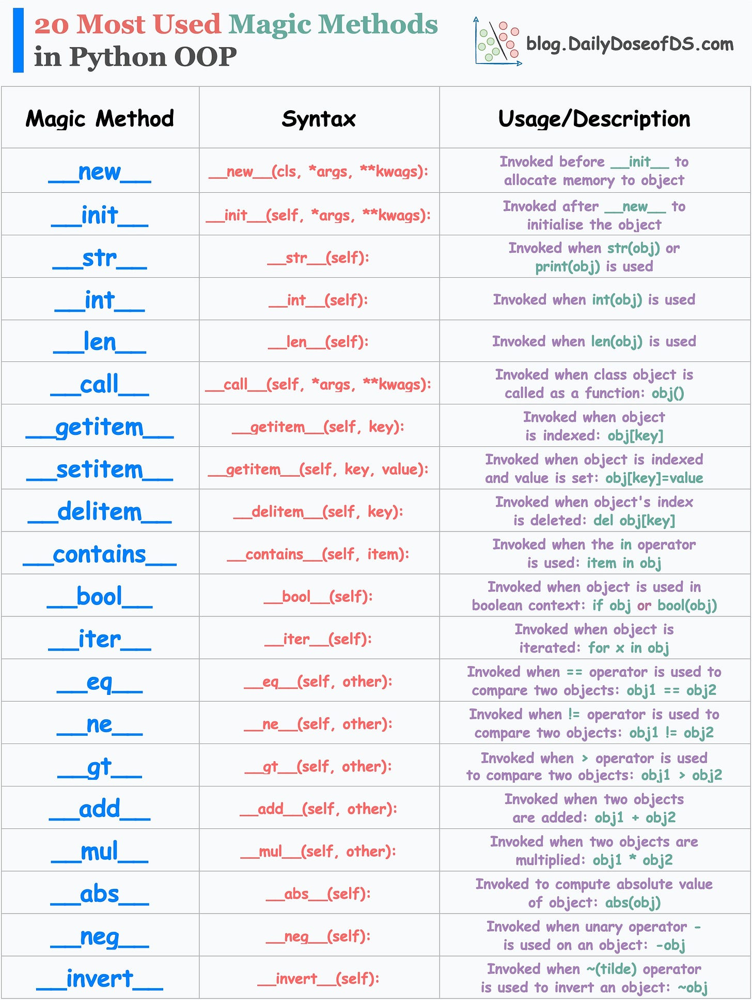 20 Most Used Magic Methods
in Python OOP
blog.DailyDoseofDS.com
Magic Method Syntax Usage/Description
__new__ __new__(cls, *args, **kwags): Invoked before __init__ to
allocate memory to object
__init__ __init__(self, *args, **kwags): Invoked after __new__ to
initialise the object
__str__ __str__(self): Invoked when str(obj) or
print(obj) is used
__int__ __int__(self): Invoked when int(obj) is used
__len__ __len__(self): Invoked when len(obj) is used
__call__ __call__(self, *args, **kwags): Invoked when class object is
called as a function: obj()
__getitem__ __getitem__(self, key): Invoked when object
is indexed: obj[key]
__setitem__ __getitem__(self, key, value): Invoked when object is indexed
and value is set: obj[key]=value
__delitem__ __delitem__(self, key): Invoked when object's index
is deleted: del obj[key]
__contains__ __contains__(self, item): Invoked when the in operator
is used: item in obj
__bool__ __bool__(self): Invoked when object is used in
boolean context: if obj or bool(obj)
__iter__ __iter__(self): Invoked when object is
iterated: for x in obj
__eq__ __eq__(self, other): Invoked when == operator is used to
compare two objects: obj1 == obj2
__ne__ __ne__(self, other): Invoked when != operator is used to
compare two objects: obj1 != obj2
__gt__ __gt__(self, other): Invoked when > operator is used
to compare two objects: obj1 > obj2
__add__ __add__(self, other): Invoked when two objects
are added: obj1 + obj2
__mul__ __mul__(self, other): Invoked when two objects are
multiplied: obj1 * obj2
__abs__ __abs__(self): Invoked to compute absolute value
of object: abs(obj)
__neg__ __neg__(self): Invoked when unary operator -
is used on an object: -obj
__invert__ __invert__(self): Invoked when ~(tilde) operator
is used to invert an object: ~obj